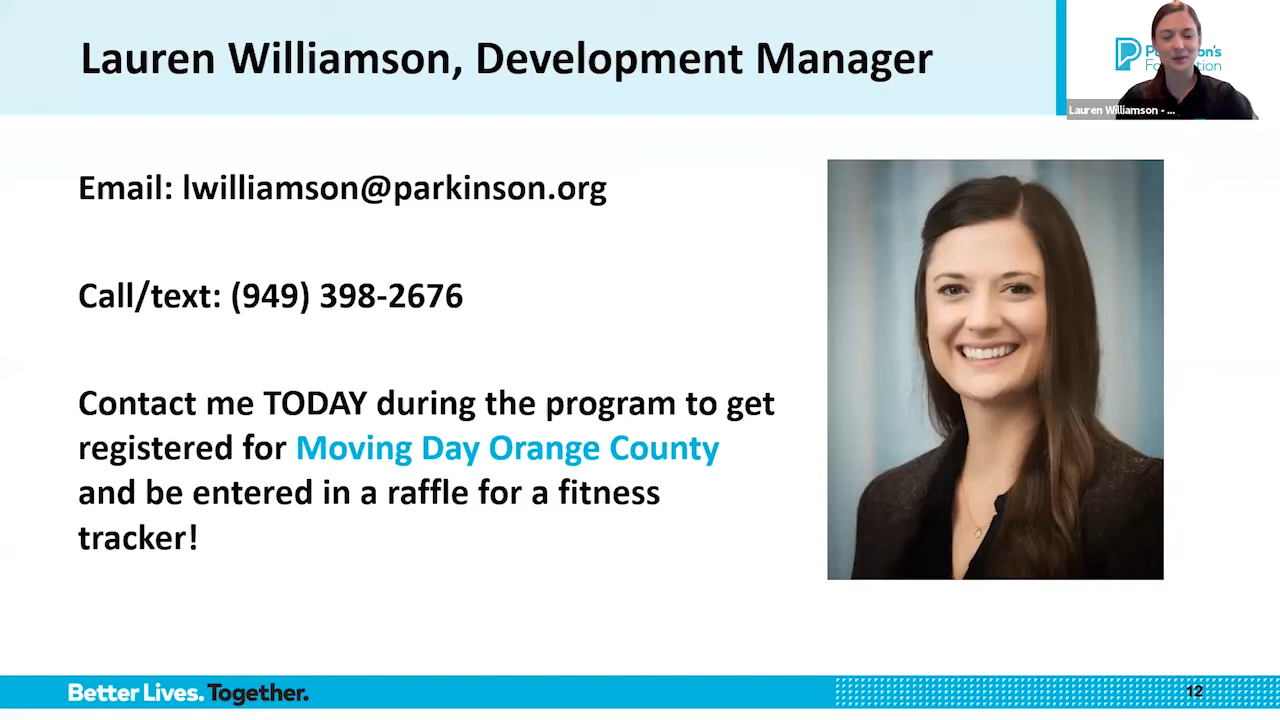 Lauren Williamson, Development Manager
Lauren Williamson - ...
Email: lwilliamson@parkinson.org
Call/text: (949) 398-2676
Contact me TODAY during the program to get
registered for Moving Day Orange County
and be entered in a raffle for a fitness
tracker!
Better Lives. Together.
12